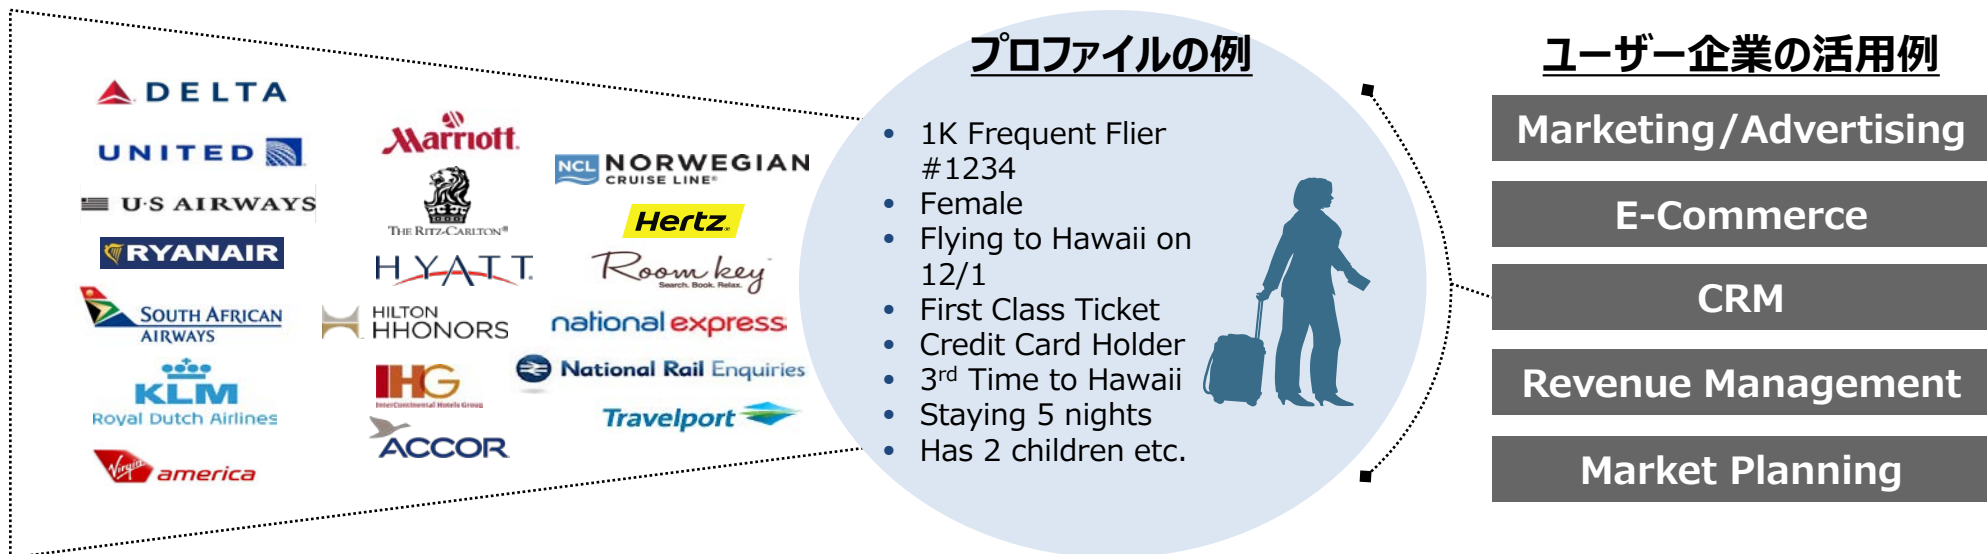 DELTA
UNITED
U·S AIRWAYS
RYANAIR
SOUTH AFRICAN
AIRWAYS
KLM
Royal Dutch Airlines
Virgin america
Marriott.
THE RITZ-CARLTON®
HYATT.
HILTON
HHONORS
IHG
InterContinental Hotels Group
ACCOR
NCL NORWEGIAN
CRUISE LINE®
Hertz.
Room key
Search. Book. Relax.
national express
National Rail Enquiries
Travelport
プロファイルの例
• 1K Frequent Flier
#1234
• Female
• Flying to Hawaii on
12/1
• First Class Ticket
• Credit Card Holder
• 3rd Time to Hawaii
• Staying 5 nights
• Has 2 children etc.
ユーザー企業の活用例
Marketing/Advertising
E-Commerce
CRM
Revenue Management
Market Planning